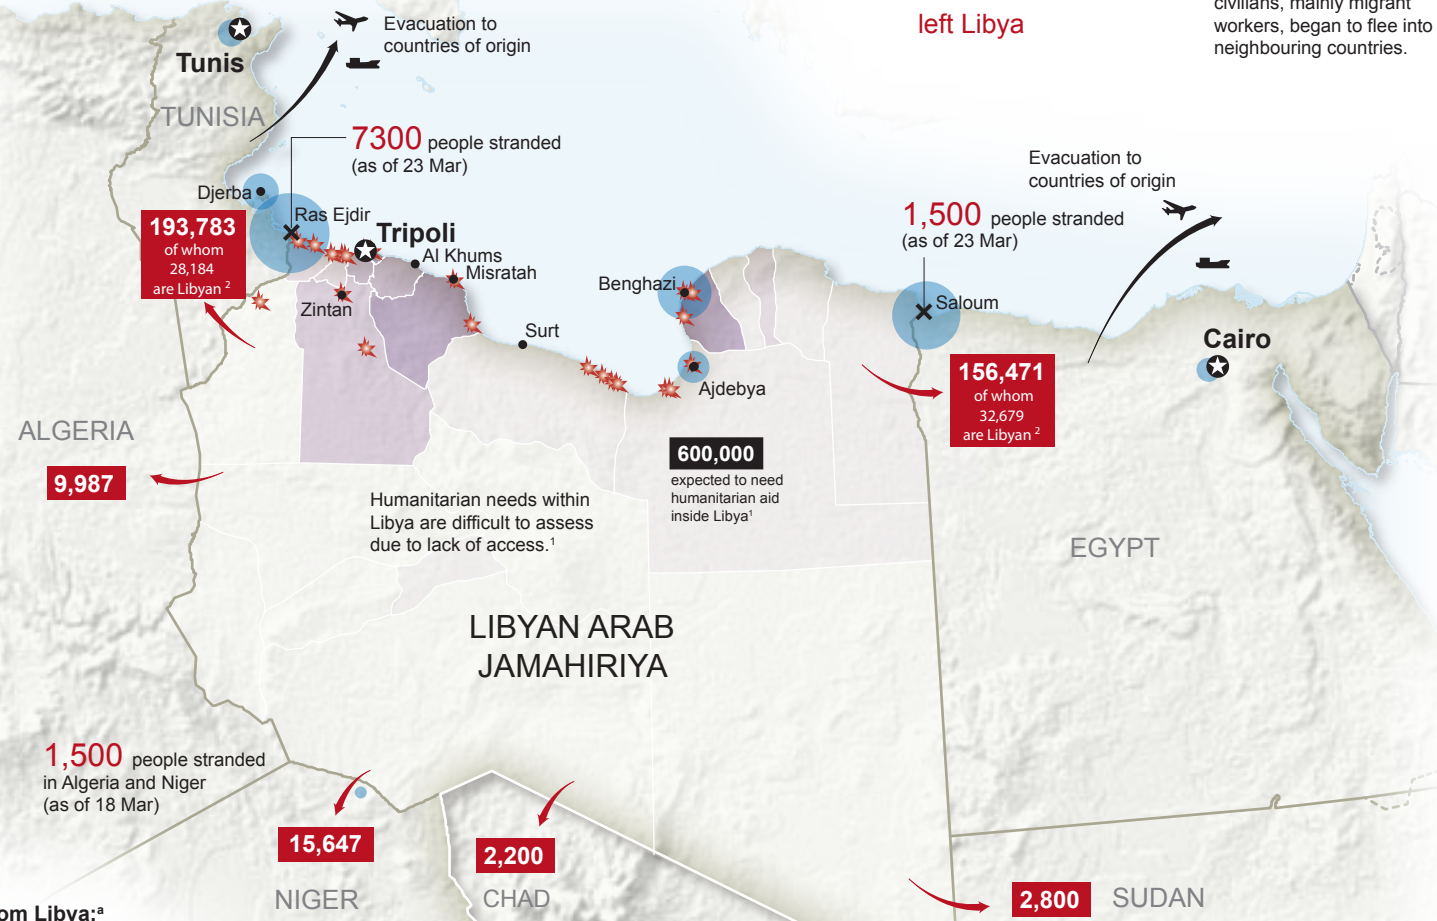 left Libya
civilians, mainly migrant
workers, began to flee into
neighbouring countries.
Evacuation to
countries of origin
Tunis
TUNISIA
7300 people stranded
(as of 23 Mar)
Djerba
193,783
of whom
28,184
are Libyan 2
Ras Ejdir
Tripoli
Al Khums
Misratah
Zintan
Surt
Benghazi
Ajdebya
Evacuation to
countries of origin
1,500 people stranded
(as of 23 Mar)
Saloum
Cairo
156,471
of whom
32,679
are Libyan 2
ALGERIA
9,987
600,000
expected to need
humanitarian aid
inside Libya1
Humanitarian needs within
Libya are difficult to assess
due to lack of access.1
EGYPT
LIBYAN ARAB
JAMAHIRIYA
1,500 people stranded
in Algeria and Niger
(as of 18 Mar)
15,647
NIGER
2,200
CHAD
2,800
SUDAN
om Libya:a